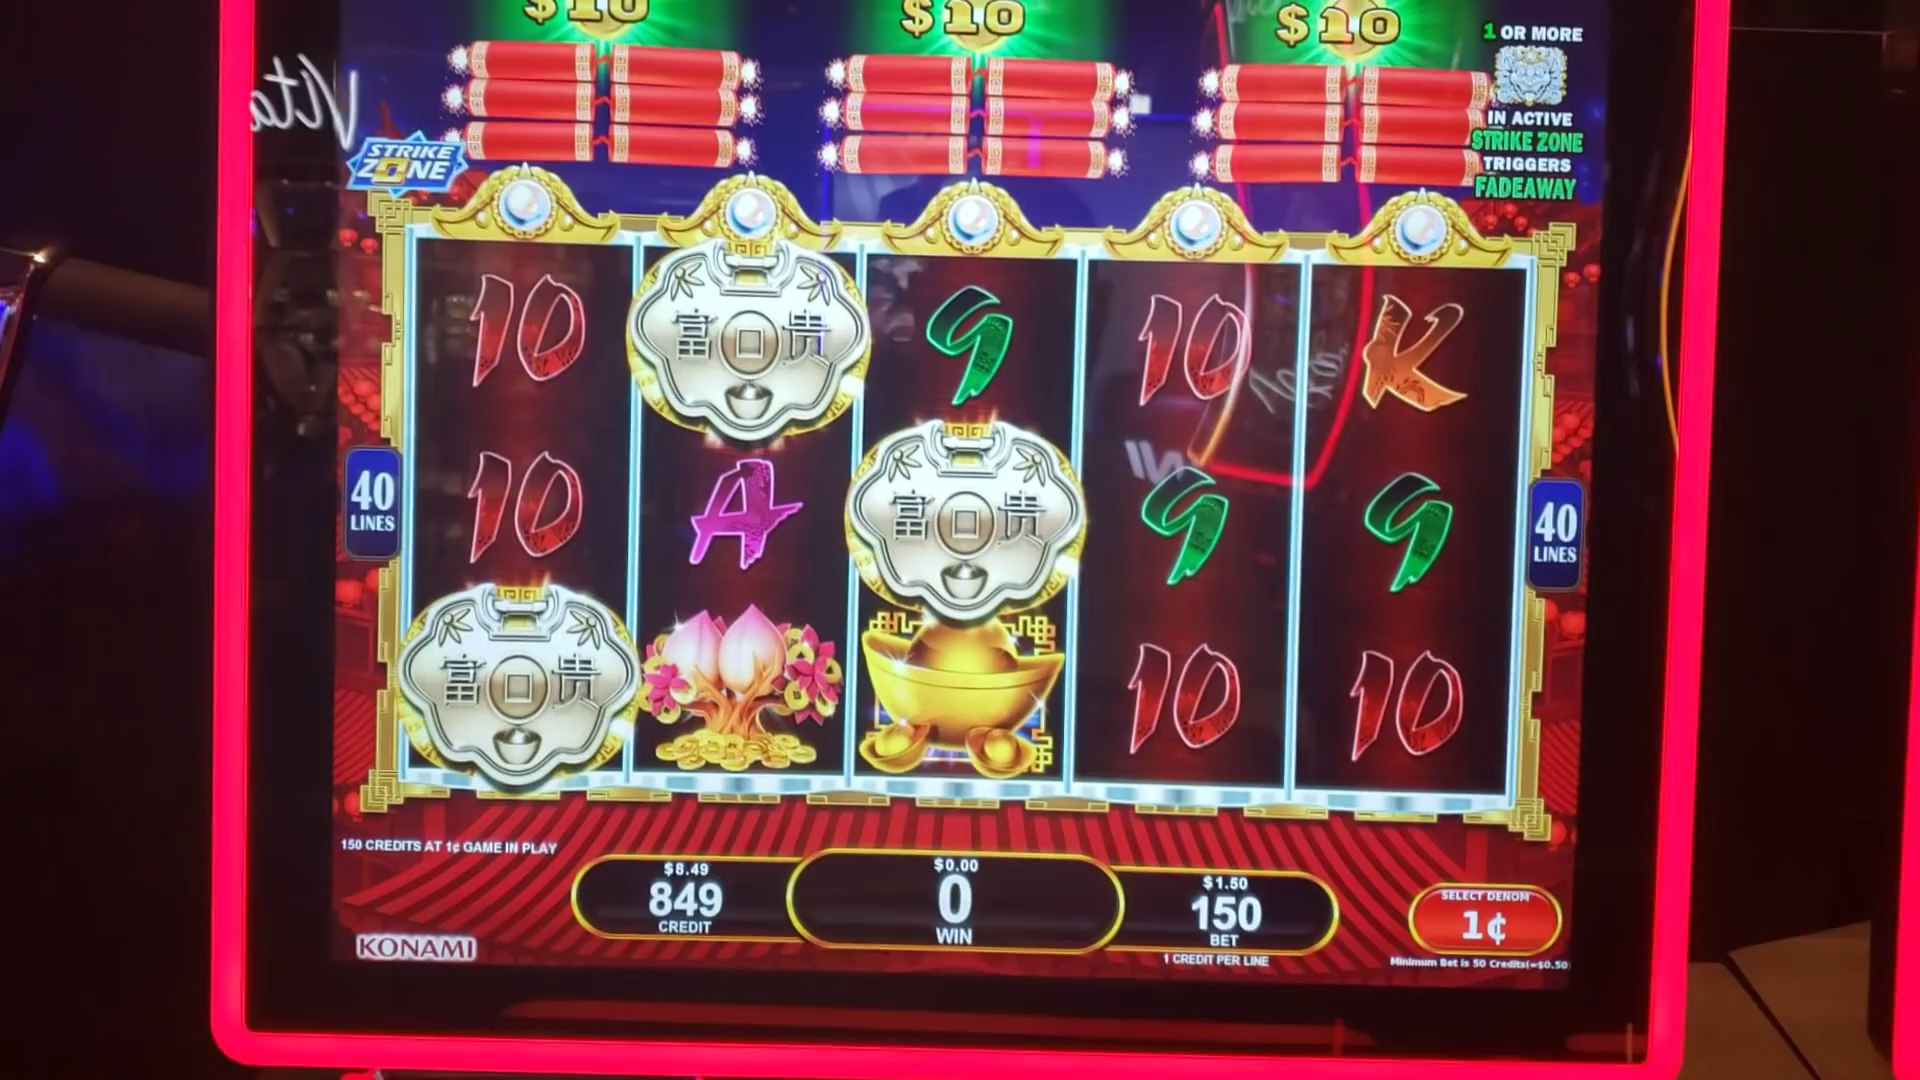 $10 $10 $10
1 OR MORE
IN ACTIVE
STRIKE ZONE
TRIGGERS
FADEAWAY
Vita
STRIKE
ZONE
10 富贵 9 10 K
10 A 富贵 9 9
富贵 10 10
40
LINES
40
LINES
150 CREDITS AT 1¢ GAME IN PLAY
$8.49
849
CREDIT
$0.00
0
WIN
$1.50
150
BET
1 CREDIT PER LINE
SELECT DENOM
1¢
Minimum Bet is 50 Credits(=$0.50)
KONAMI